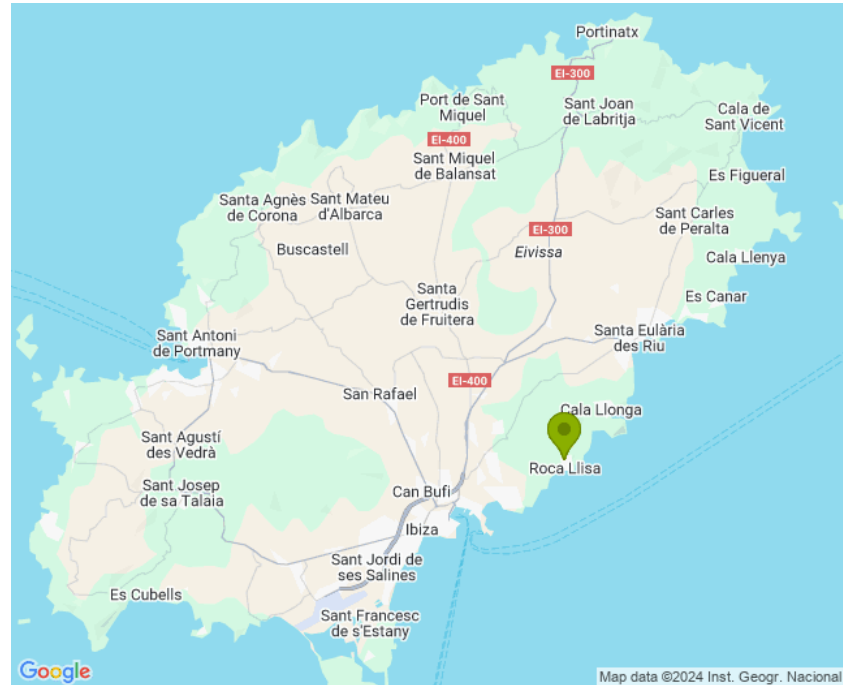 Portinatx
EI-300
Port de Sant
Miquel
Sant Joan
de Labritja
Cala de
Sant Vicent
EI-400
Sant Miquel
de Balansat
Es Figueral
Santa Agnès
de Corona
Sant Mateu
d'Albarca
Sant Carles
de Peralta
EI-300
Buscastell
Eivissa
Cala Llenya
Santa
Gertrudis
de Fruitera
Es Canar
Sant Antoni
de Portmany
Santa Eulària
des Riu
EI-400
San Rafael
Cala Llonga
Sant Agustí
des Vedrà
Roca Llisa
Sant Josep
de sa Talaia
Can Bufi
Ibiza
Sant Jordi de
ses Salines
Es Cubells
Sant Francesc
de s'Estany
Google
Map data ©2024 Inst. Geogr. Nacional